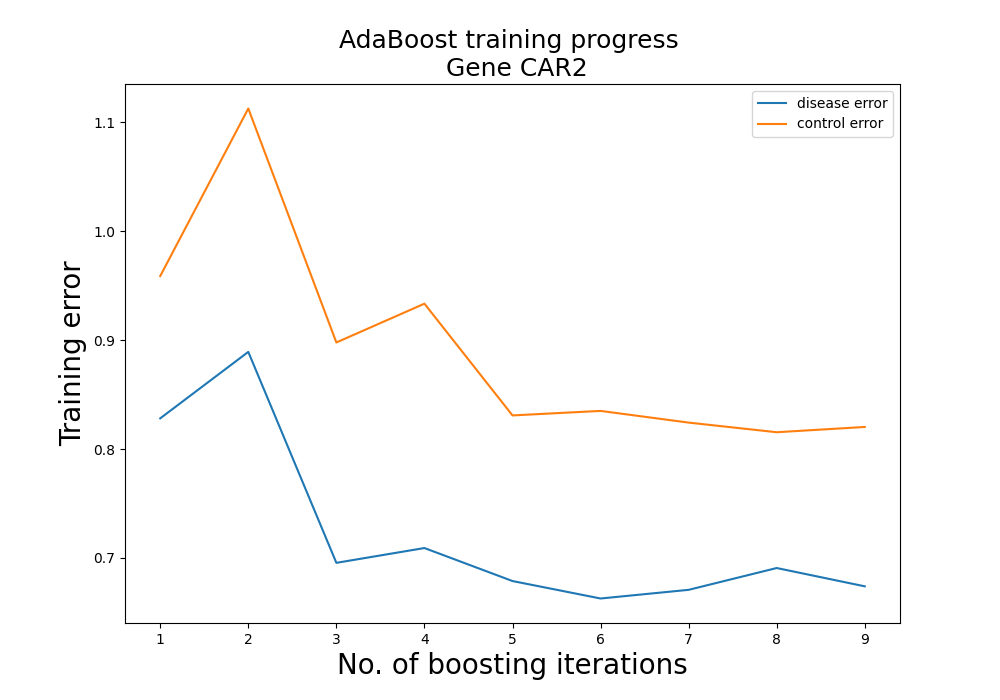 AdaBoost training progress
Gene CAR2
disease error
control error
Training error
1.1
1.0
0.9
0.8
0.7
1 2 3 4 5 6 7 8 9
No. of boosting iterations